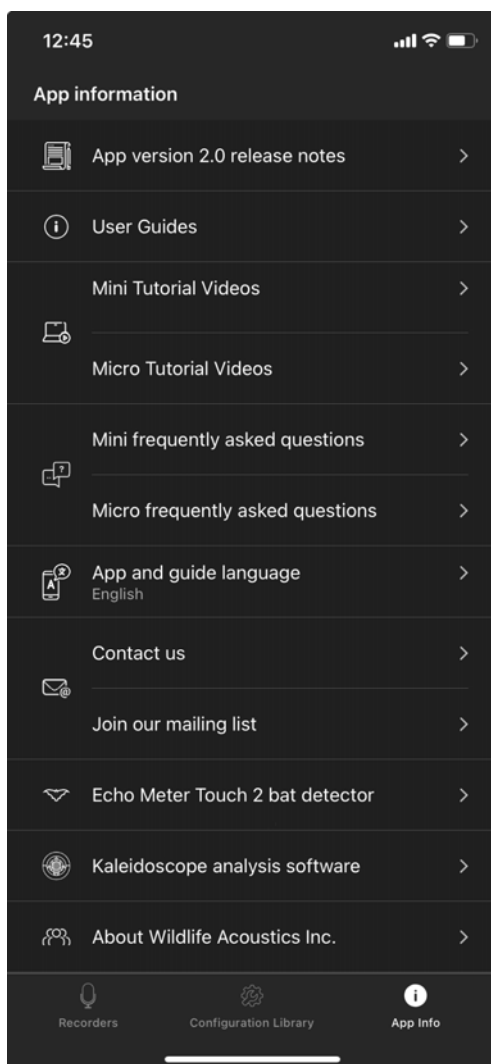 12:45
App information
App version 2.0 release notes
User Guides
Mini Tutorial Videos
Micro Tutorial Videos
Mini frequently asked questions
Micro frequently asked questions
App and guide language
English
Contact us
Join our mailing list
Echo Meter Touch 2 bat detector
Kaleidoscope analysis software
About Wildlife Acoustics Inc.
Recorders
Configuration Library
App Info